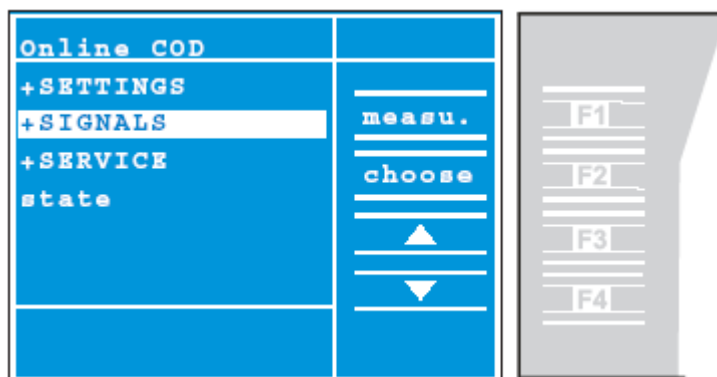 Online COD
+SETTINGS
+SIGNALS
+SERVICE
state
measu.
choose
F1
F2
F3
F4